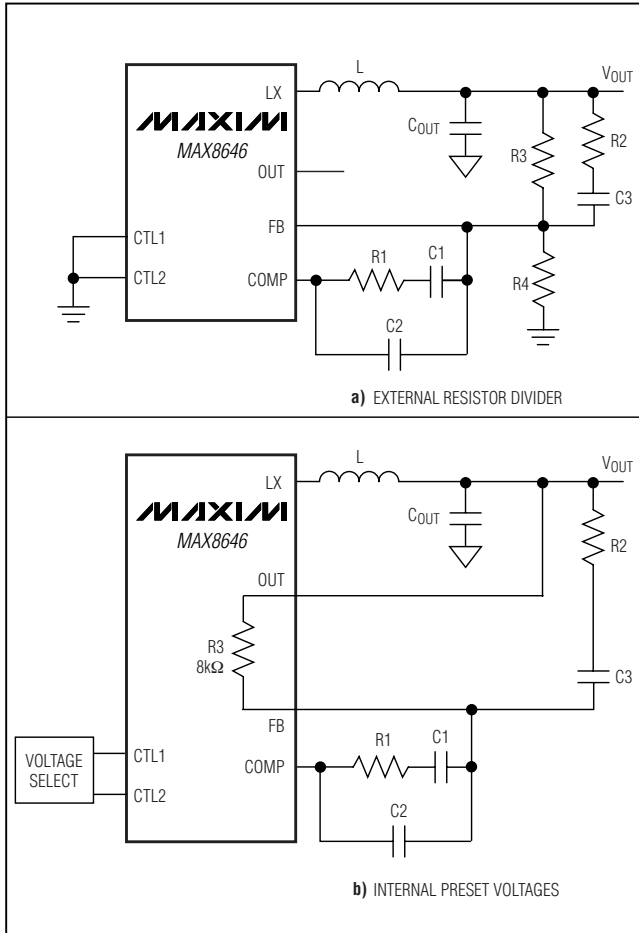 L
LX
VOUT
MAXIM
MAX8646
COUT
R3
R2
OUT
C3
FB
CTL1
CTL2
COMP
R1
C1
R4
C2
a) EXTERNAL RESISTOR DIVIDER
L
LX
VOUT
MAXIM
MAX8646
COUT
R2
OUT
R3
8kΩ
C3
FB
VOLTAGE
SELECT
CTL1
CTL2
COMP
R1
C1
C2
b) INTERNAL PRESET VOLTAGES